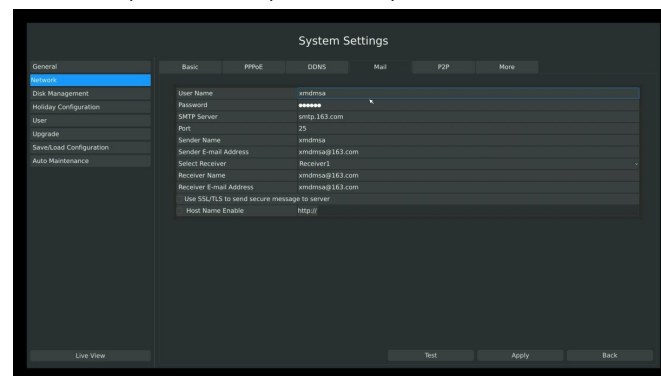 System Settings
General
Network
Disk Management
Holiday Configuration
User
Upgrade
Save/Load Configuration
Auto Maintenance
Basic PPPoE DDNS Mail P2P More
User Name xmdmsa
Password ●●●●●●
SMTP Server smtp.163.com
Port 25
Sender Name xmdmsa
Sender E-mail Address xmdmsa@163.com
Select Receiver Receiver1
Receiver Name xmdmsa@163.com
Receiver E-mail Address xmdmsa@163.com
Use SSL/TLS to send secure message to server
Host Name Enable http://
Live View Test Apply Back